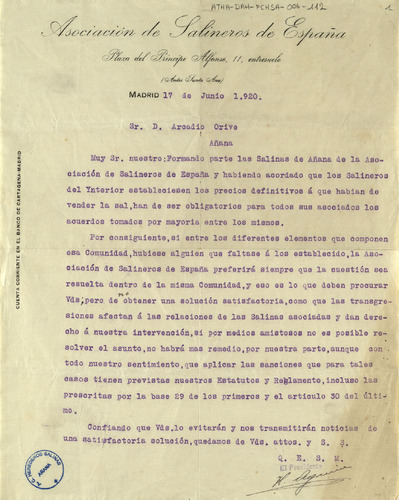 ATHA-DAH-FCHSA-006-112
1
Asociación de Salineros de España
Plaza del Príncipe Alfonso, 11, entresuelo
(Antes Santa Ana)
MADRID 17 de Junio 1.920.
Sr. D. Arcadio Orive
Añana
Muy Sr. nuestro: Formando parte las Salinas de Añana de la Aso-
ciación de Salineros de España y habiendo acordado que los Salineros
del Ynterior estableciesen los precios definitivos á que habian de
vender la sal, han de ser obligatorios para todos sus asociados los
acuerdos tomados por mayoria entre los mismos.
Por consiguiente, si entre los diferentes elementos que componen
esa Comunidad, hubiese alguien que faltase á los establecido, la Aso-
ciación de Salineros de España preferirá siempre que la cuestión sea
resuelta dentro de la misma Comunidad, y eso es lo que deben procurar
Vds, pero de no obtener una solución satisfactoria, como que las transgre-
siones afectan á las relaciones de las Salinas asociadas y dan dere-
cho á nuestra intervención, si por medios amistosos no es posible re-
solver el asunto, no habrá mas remedio, por nuestra parte, aunque con
todo nuestro sentimiento, que aplicar las sanciones que para tales
casos tienen previstas nuestros Estatutos y Reglamento, incluso las
prescritas por la base 29 de los primeros y el articulo 30 del úl-
timo.
Confiando que Vds, lo evitarán y nos transmitirán noticias de
una satisfactoria solución, quedamos de Vds. attos. y S. S.
Q. E. S. M.
El Presidente
CUENTA CORRIENTE EN EL BANCO DE CARTAGENA-MADRID
AÑANA